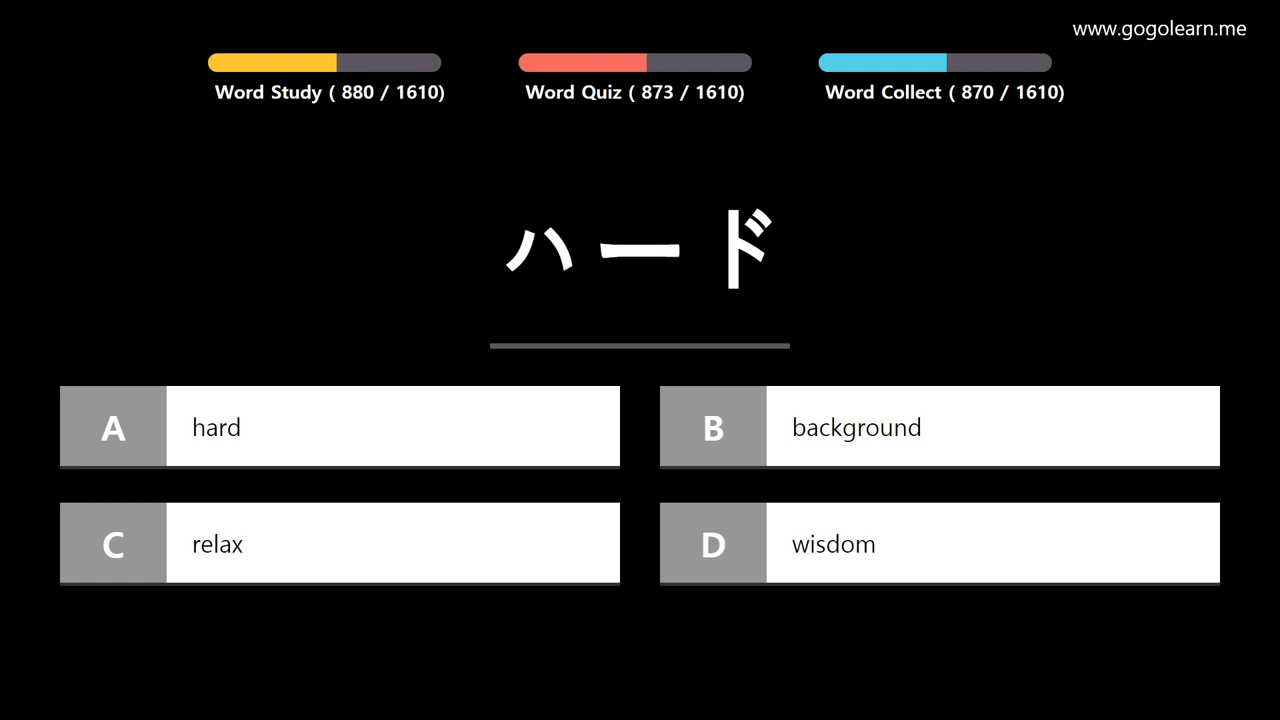 www.gogolearn.me
Word Study ( 880 / 1610)
Word Quiz ( 873 / 1610)
Word Collect ( 870 / 1610)
ハード
A hard
B background
C relax
D wisdom